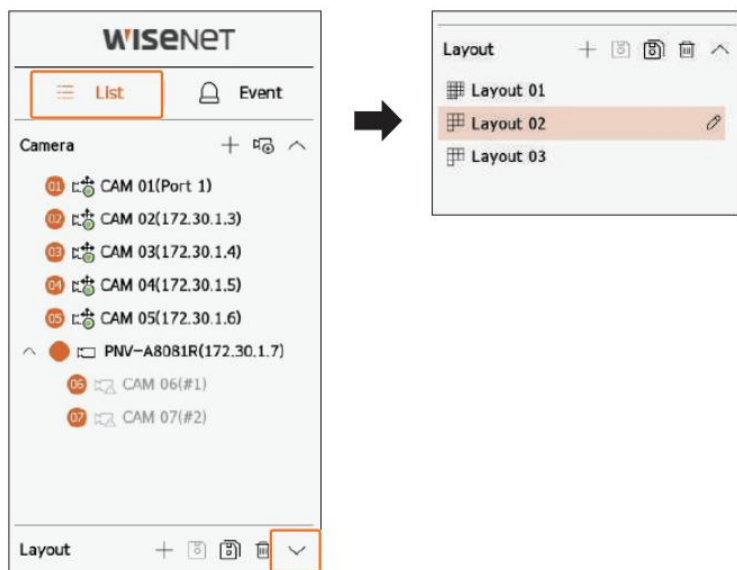 WISENET
List Event
Camera
01 CAM 01(Port 1)
02 CAM 02(172.30.1.3)
03 CAM 03(172.30.1.4)
04 CAM 04(172.30.1.5)
05 CAM 05(172.30.1.6)
PNV-A8081R(172.30.1.7)
06 CAM 06(#1)
07 CAM 07(#2)
Layout
Layout
Layout 01
Layout 02
Layout 03